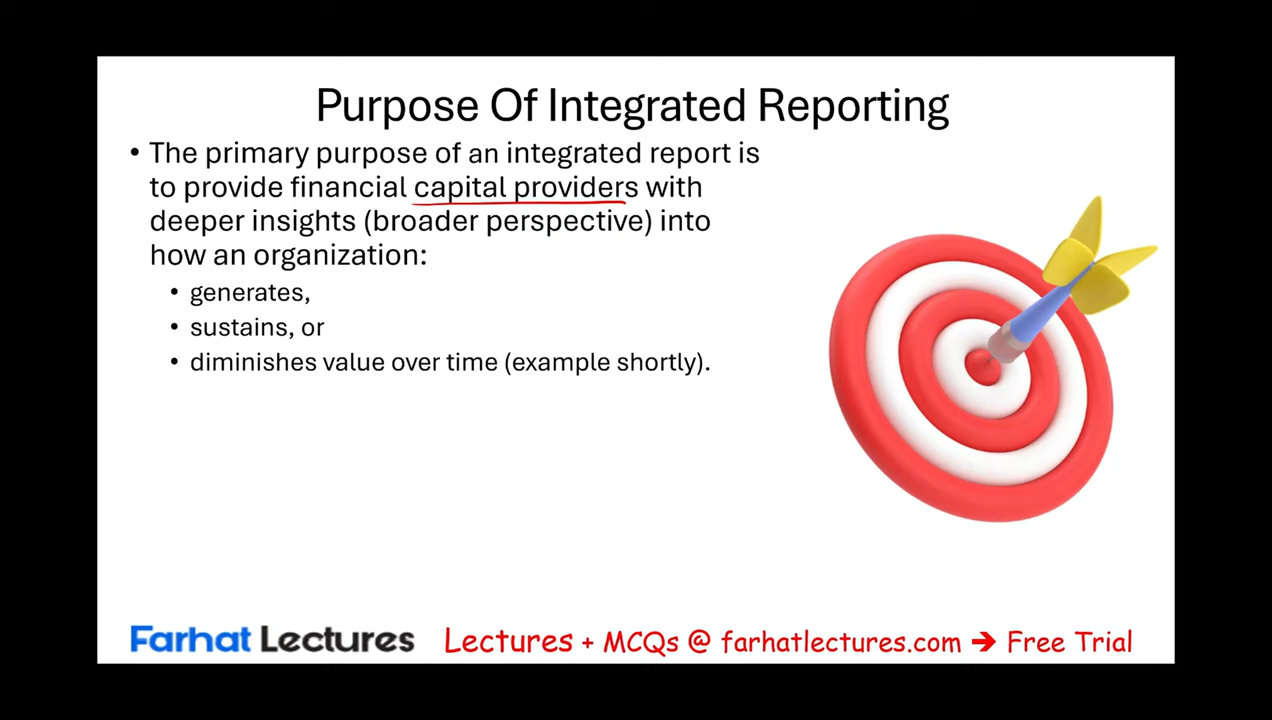 Purpose Of Integrated Reporting
• The primary purpose of an integrated report is
to provide financial capital providers with
deeper insights (broader perspective) into
how an organization:
• generates,
• sustains, or
• diminishes value over time (example shortly).
Farhat Lectures Lectures + MCQs @ farhatlectures.com ➔ Free Trial